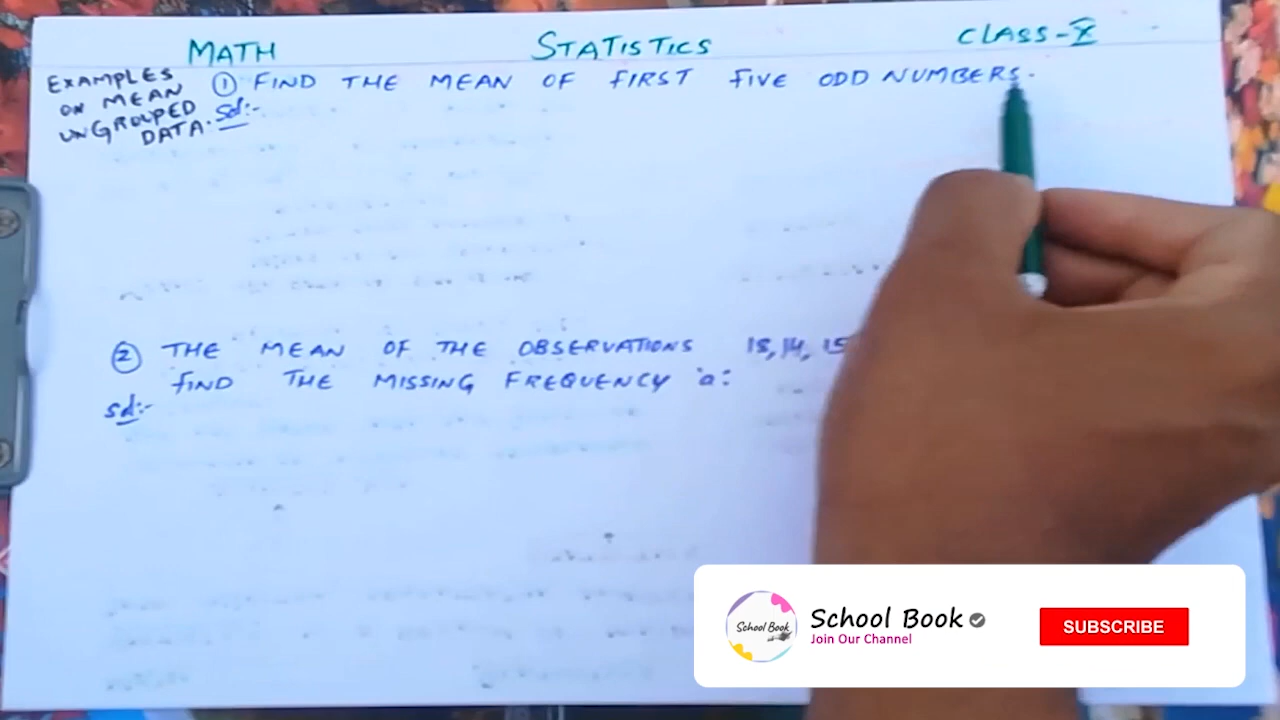 MATH STATISTICS CLASS-X
EXAMPLES ON MEAN UNGROUPED DATA.
① FIND THE MEAN OF FIRST FIVE ODD NUMBERS.
Sol:-
② THE MEAN OF THE OBSERVATIONS 18, 14, 15
FIND THE MISSING FREQUENCY 'a':
Sol:-
School Book
School Book
Join Our Channel
SUBSCRIBE